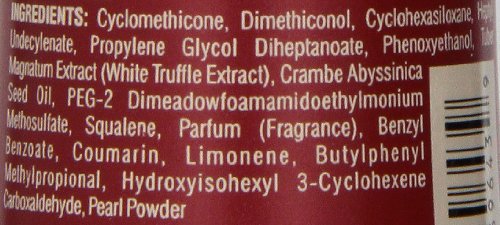 INGREDIENTS: Cyclomethicone, Dimethiconol, Cyclohexasiloxane,
Undecylenate, Propylene Glycol Diheptanoate, Phenoxyethanol, Tuber
Magnatum Extract (White Truffle Extract), Crambe Abyssinica
Seed Oil, PEG-2 Dimeadowfoamamidoethylmonium
Methosulfate, Squalene, Parfum (Fragrance), Benzyl
Benzoate, Coumarin, Limonene, Butylphenyl
Methylpropional, Hydroxyisohexyl 3-Cyclohexene
Carboxaldehyde, Pearl Powder